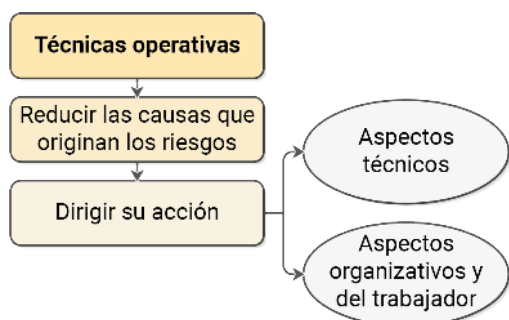 Técnicas operativas
Reducir las causas que
originan los riesgos
Dirigir su acción
Aspectos
técnicos
Aspectos
organizativos y
del trabajador